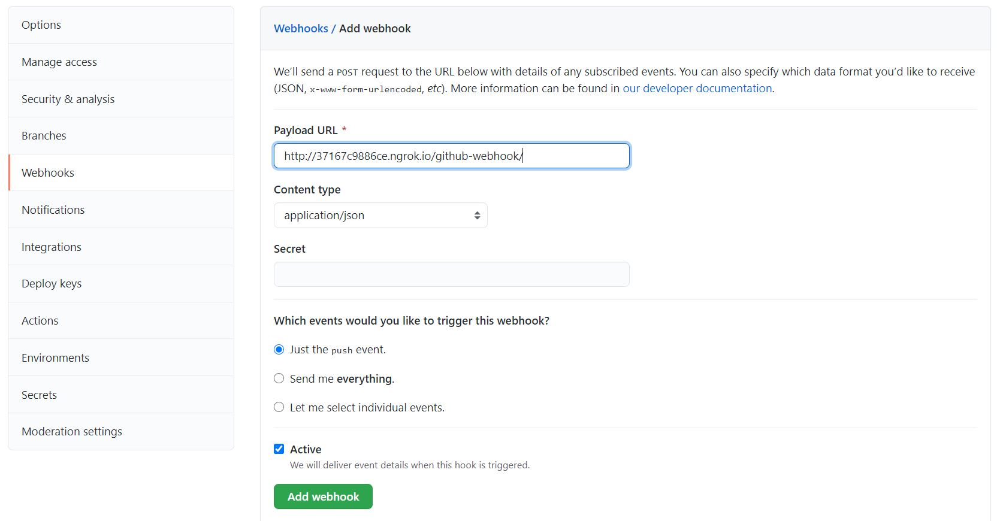 Options
Manage access
Security & analysis
Branches
Webhooks
Notifications
Integrations
Deploy keys
Actions
Environments
Secrets
Moderation settings
Webhooks / Add webhook
We’ll send a POST request to the URL below with details of any subscribed events. You can also specify which data format you’d like to receive
(JSON, x-www-form-urlencoded, etc). More information can be found in our developer documentation.
Payload URL *
http://37167c9886ce.ngrok.io/github-webhook/
Content type
application/json
Secret
Which events would you like to trigger this webhook?
Just the push event.
Send me everything.
Let me select individual events.
Active
We will deliver event details when this hook is triggered.
Add webhook